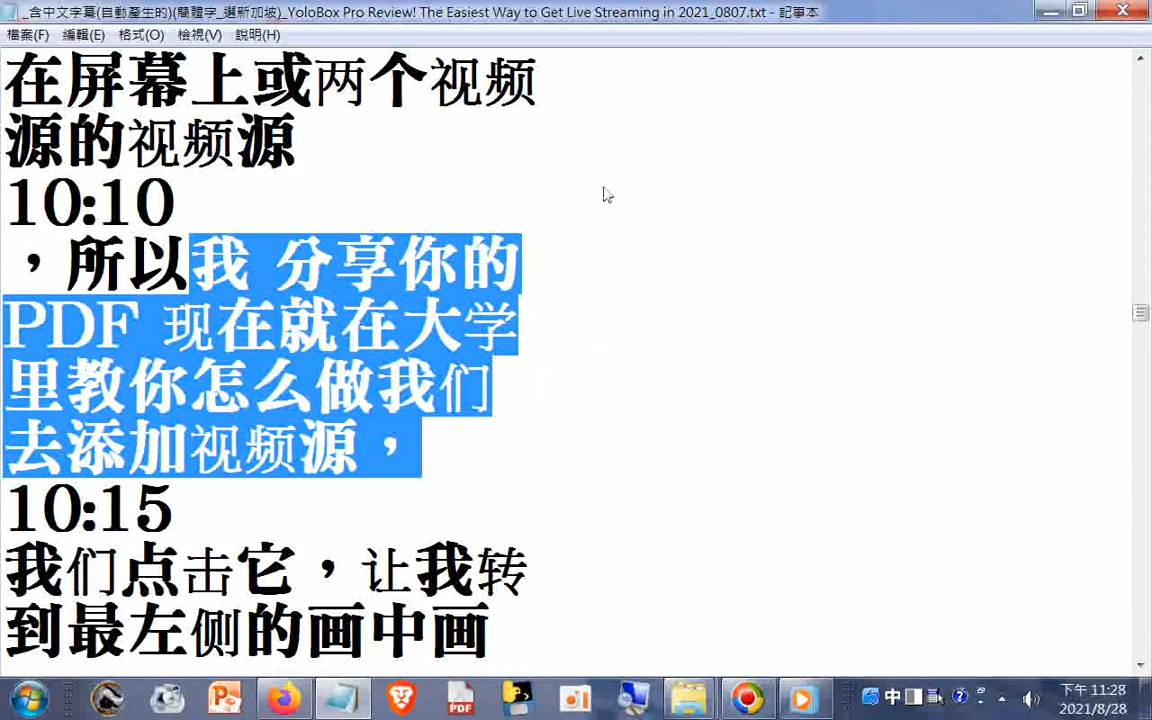 _含中文字幕(自動產生的)(簡體字_選新加坡)_YoloBox Pro Review! The Easiest Way to Get Live Streaming in 2021_0807.txt - 記事本
檔案(F) 編輯(E) 格式(O) 檢視(V) 說明(H)
在屏幕上或两个视频
源的视频源
10:10
，所以我 分享你的
PDF 现在就在大学
里教你怎么做我们
去添加视频源，
10:15
我们点击它，让我转
到最左侧的画中画
中
下午 11:28
2021/8/28
PDF